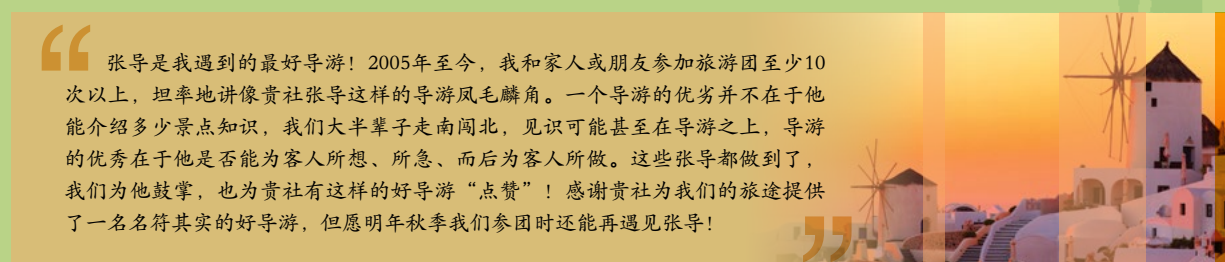 张导是我遇到的最好导游！2005年至今，我和家人或朋友参加旅游团至少10
次以上，坦率地讲像贵社张导这样的导游凤毛麟角。一个导游的优劣并不在于他
能介绍多少景点知识，我们大半辈子走南闯北，见识可能甚至在导游之上，导游
的优秀在于他是否能为客人所想、所急、而后为客人所做。这些张导都做到了，
我们为他鼓掌，也为贵社有这样的好导游“点赞”！感谢贵社为我们的旅途提供
了一名名符其实的好导游，但愿明年秋季我们参团时还能再遇见张导！